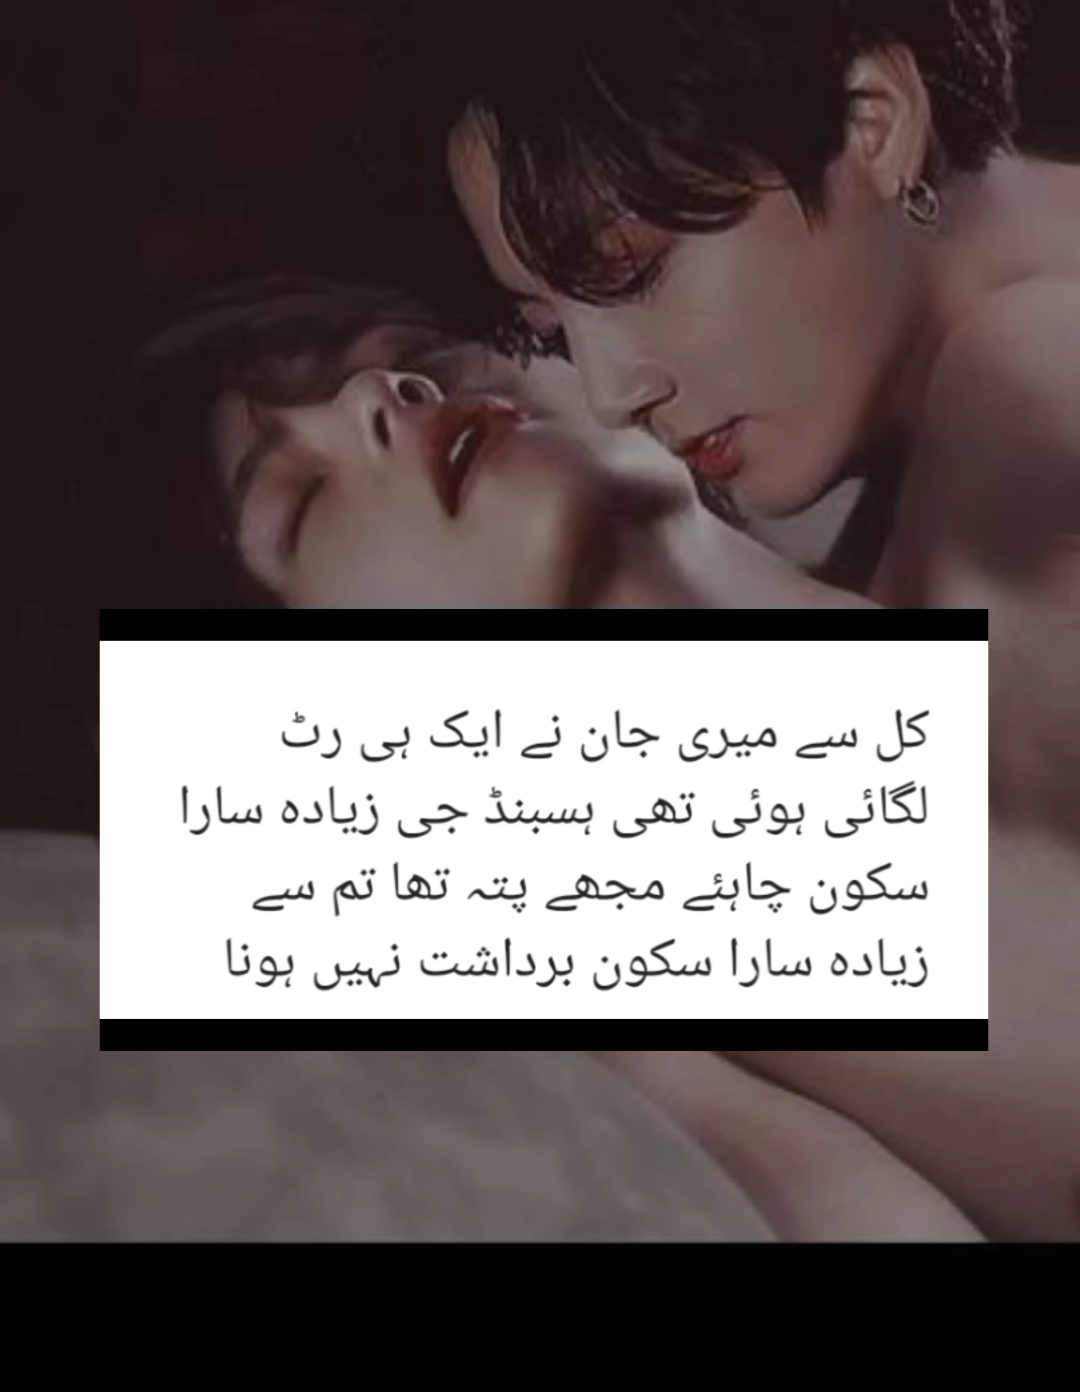 کل سے میری جان نے ایک ہی رٹ
لگائی ہوئی تھی ہسبنڈ جی زیادہ سارا
سکون چاہئے مجھے پتہ تھا تم سے
زیادہ سارا سکون برداشت نہیں ہونا